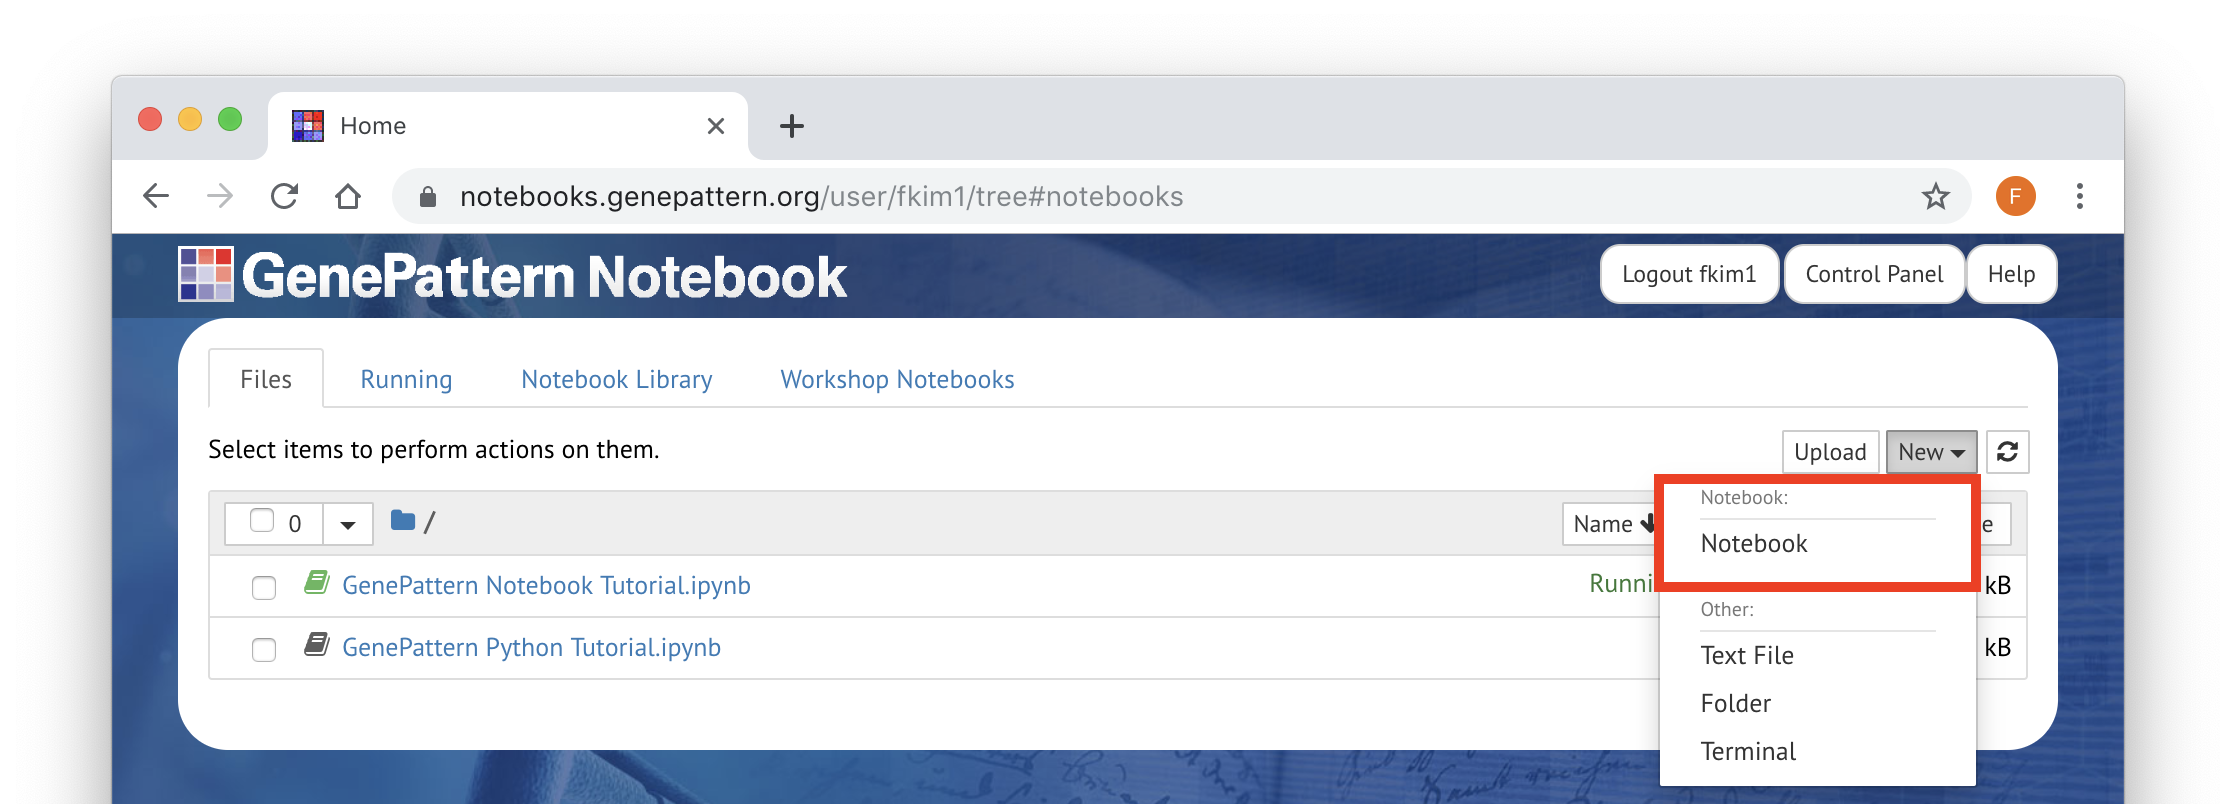 Home
notebooks.genepattern.org/user/fkim1/tree#notebooks
F
GenePattern Notebook
Logout fkim1
Control Panel
Help
Files
Running
Notebook Library
Workshop Notebooks
Select items to perform actions on them.
Upload
New
0
/
Name
e
Notebook:
Notebook
GenePattern Notebook Tutorial.ipynb
Runni
kB
Other:
GenePattern Python Tutorial.ipynb
kB
Text File
Folder
Terminal